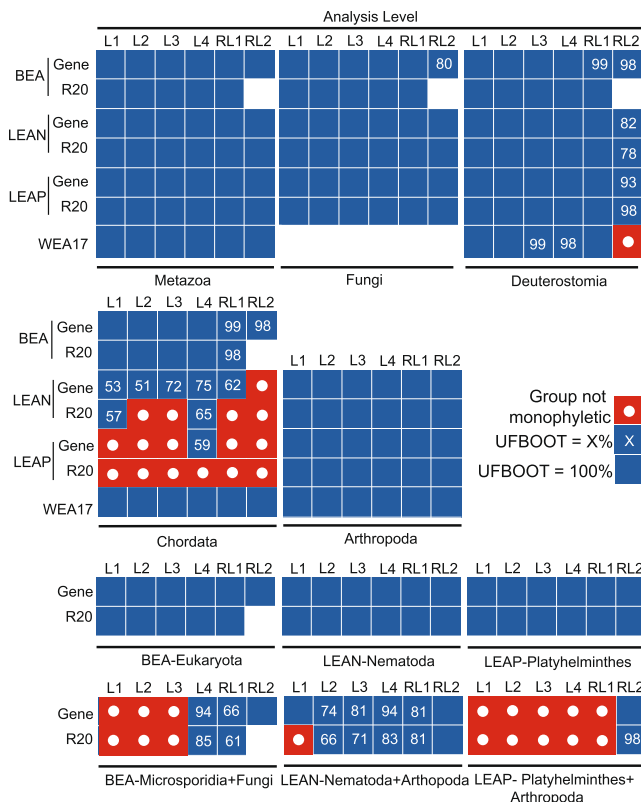 Analysis Level
L1 L2 L3 L4 RL1 RL2 L1 L2 L3 L4 RL1 RL2 L1 L2 L3 L4 RL1 RL2
BEA Gene 80 99 98
R20
LEAN Gene 82
R20 78
LEAP Gene 93
R20 98
WEA17 99 98
Metazoa Fungi Deuterostomia
L1 L2 L3 L4 RL1 RL2
BEA Gene 99 98
R20 98
L1 L2 L3 L4 RL1 RL2
LEAN Gene 53 51 72 75 62
R20 57 65
LEAP Gene 59
R20
WEA17
Chordata Arthropoda
Group not
monophyletic
X UFBOOT = X%
UFBOOT = 100%
L1 L2 L3 L4 RL1 RL2 L1 L2 L3 L4 RL1 RL2 L1 L2 L3 L4 RL1 RL2
Gene
R20
BEA-Eukaryota LEAN-Nematoda LEAP-Platyhelminthes
L1 L2 L3 L4 RL1 RL2 L1 L2 L3 L4 RL1 RL2 L1 L2 L3 L4 RL1 RL2
Gene 94 66 74 81 94 81
R20 85 61 66 71 83 81 98
BEA-Microsporidia+Fungi LEAN-Nematoda+Arthopoda LEAP- Platyhelminthes+
Arthropoda